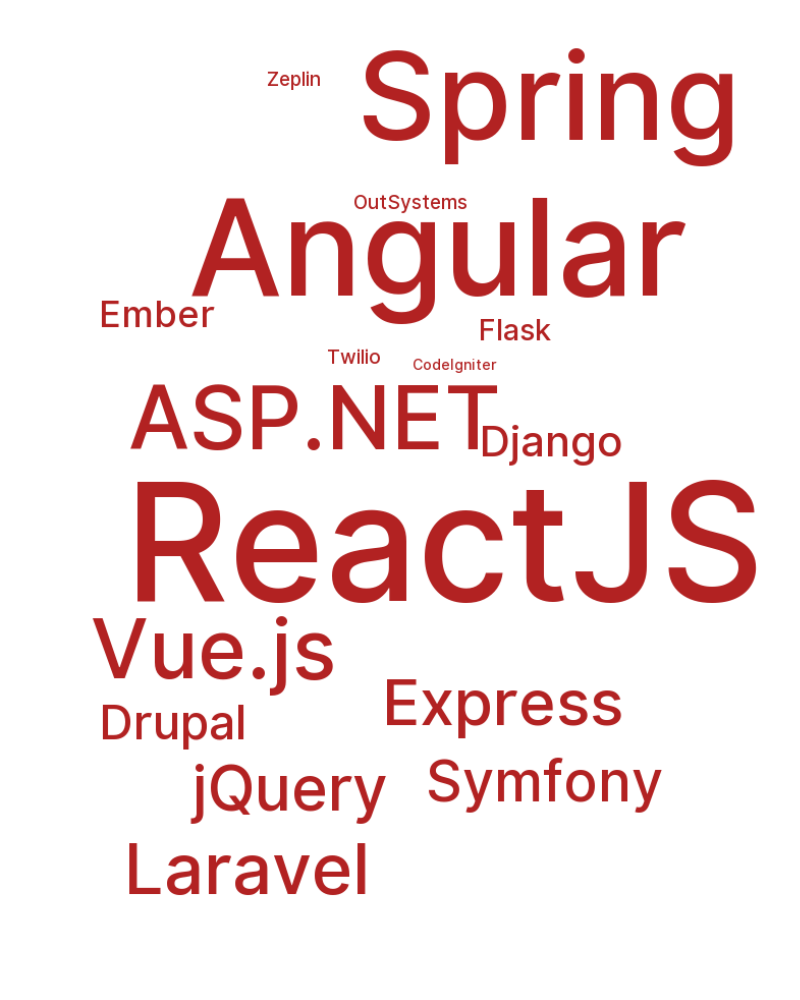 Spring
Zeplin
OutSystems
Angular
Ember
Flask
Twilio
CodeIgniter
ASP.NET
Django
ReactJS
Vue.js
Express
Drupal
Symfony
jQuery
Laravel